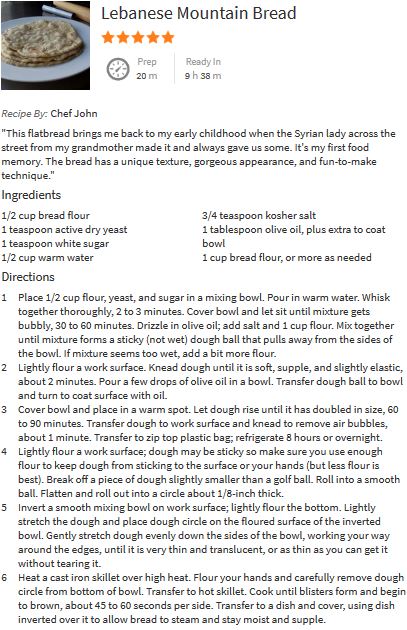 Lebanese Mountain Bread
Prep
20 m
Ready In
9 h 38 m
Recipe By: Chef John
"This flatbread brings me back to my early childhood when the Syrian lady across the
street from my grandmother made it and always gave us some. It's my first food
memory. The bread has a unique texture, gorgeous appearance, and fun-to-make
technique."
Ingredients
1/2 cup bread flour
1 teaspoon active dry yeast
1 teaspoon white sugar
1/2 cup warm water
3/4 teaspoon kosher salt
1 tablespoon olive oil, plus extra to coat
bowl
1 cup bread flour, or more as needed
Directions
1 Place 1/2 cup flour, yeast, and sugar in a mixing bowl. Pour in warm water. Whisk
together thoroughly, 2 to 3 minutes. Cover bowl and let sit until mixture gets
bubbly, 30 to 60 minutes. Drizzle in olive oil; add salt and 1 cup flour. Mix together
until mixture forms a sticky (not wet) dough ball that pulls away from the sides of
the bowl. If mixture seems too wet, add a bit more flour.
2 Lightly flour a work surface. Knead dough until it is soft, supple, and slightly elastic,
about 2 minutes. Pour a few drops of olive oil in a bowl. Transfer dough ball to bowl
and turn to coat surface with oil.
3 Cover bowl and place in a warm spot. Let dough rise until it has doubled in size, 60
to 90 minutes. Transfer dough to work surface and knead to remove air bubbles,
about 1 minute. Transfer to zip top plastic bag; refrigerate 8 hours or overnight.
4 Lightly flour a work surface; dough may be sticky so make sure you use enough
flour to keep dough from sticking to the surface or your hands (but less flour is
best). Break off a piece of dough slightly smaller than a golf ball. Roll into a smooth
ball. Flatten and roll out into a circle about 1/8-inch thick.
5 Invert a smooth mixing bowl on work surface; lightly flour the bottom. Lightly
stretch the dough and place dough circle on the floured surface of the inverted
bowl. Gently stretch dough evenly down the sides of the bowl, working your way
around the edges, until it is very thin and translucent, or as thin as you can get it
without tearing it.
6 Heat a cast iron skillet over high heat. Flour your hands and carefully remove dough
circle from bottom of bowl. Transfer to hot skillet. Cook until blisters form and begin
to brown, about 45 to 60 seconds per side. Transfer to a dish and cover, using dish
inverted over it to allow bread to steam and stay moist and supple.